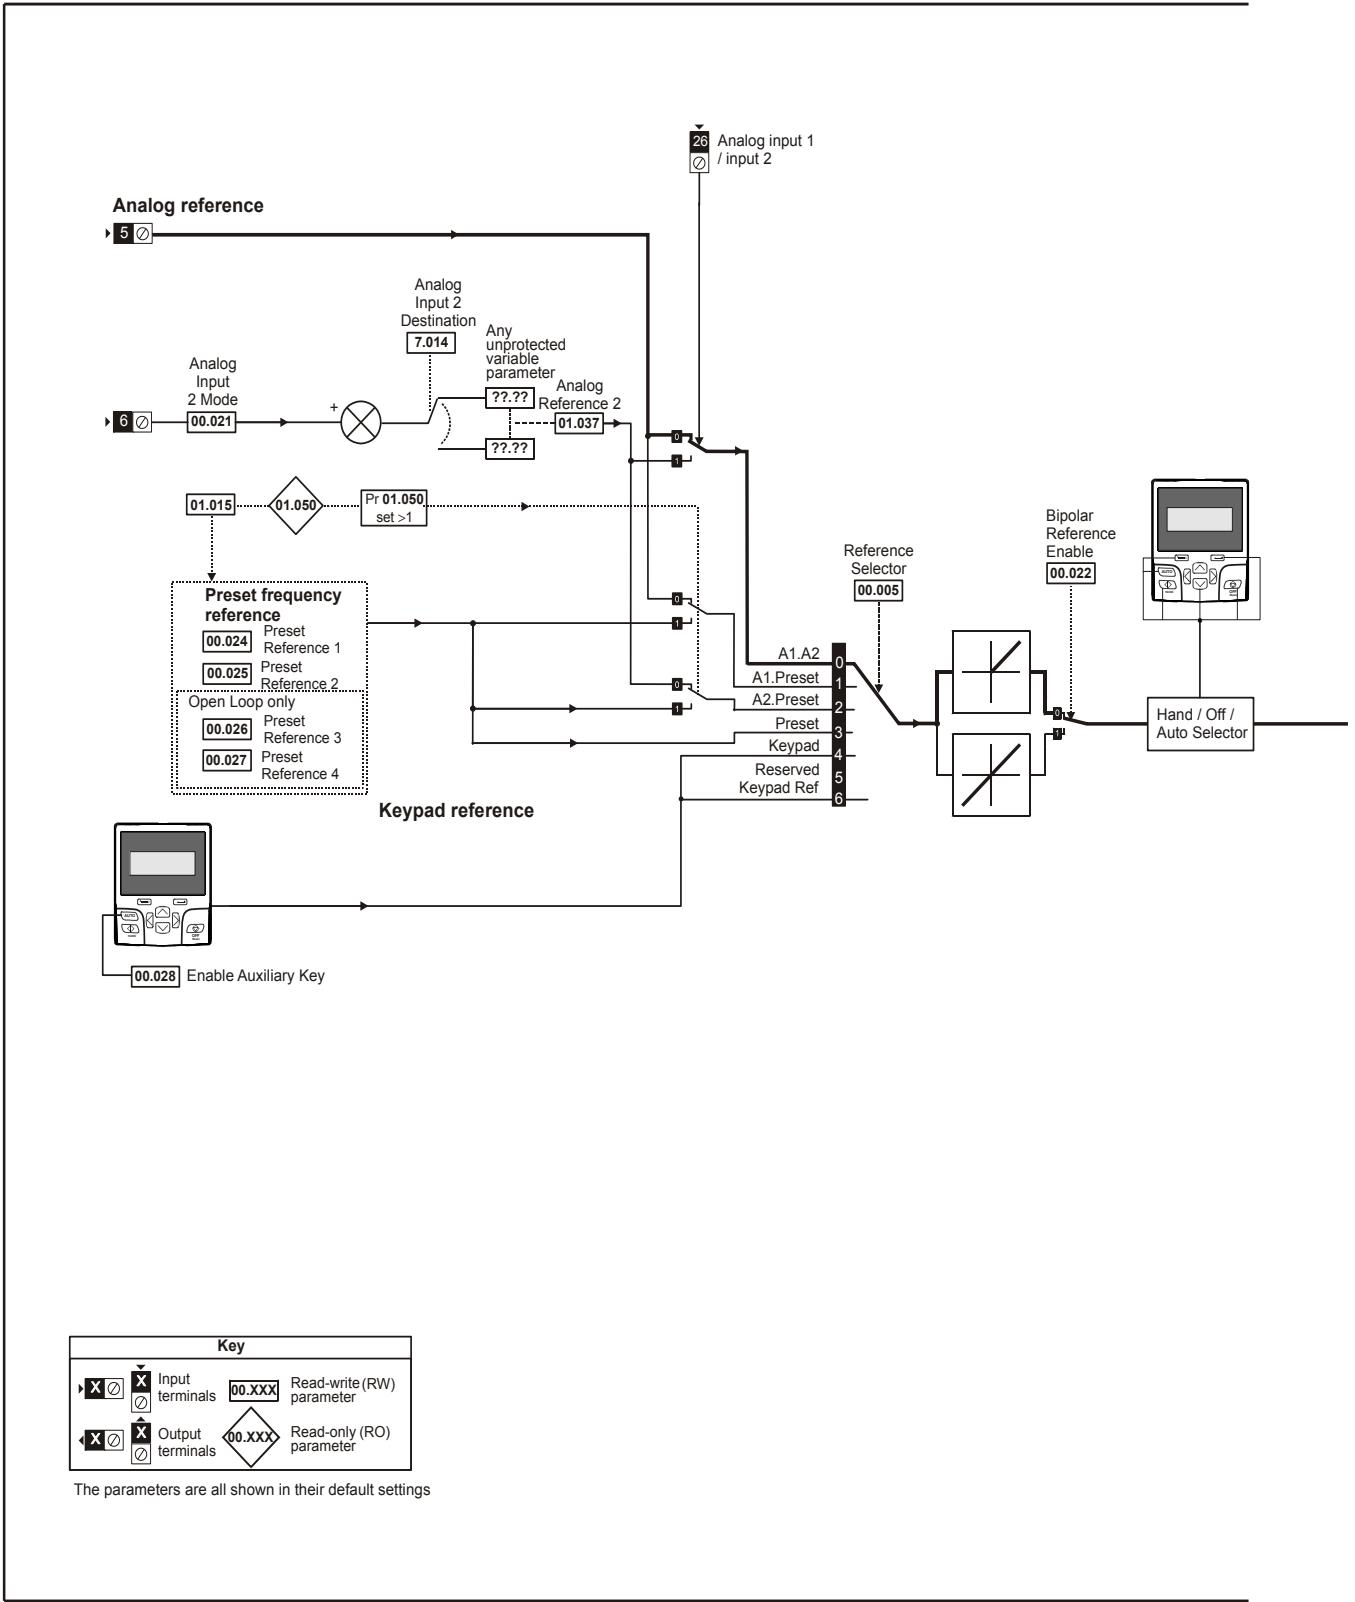 26
Analog input 1
/ input 2
Analog reference
5
Analog
Input 2
Destination
7.014
Any
unprotected
variable
parameter
??.??
??.??
Analog
Reference 2
01.037
Analog
Input
2 Mode
6
00.021
+
0
1
01.015
01.050
Pr 01.050
set >1
Preset frequency
reference
00.024
Preset
Reference 1
00.025
Preset
Reference 2
Open Loop only
00.026
Preset
Reference 3
00.027
Preset
Reference 4
0
1
0
1
A1.A2
0
A1.Preset
1
A2.Preset
2
Preset
3
Keypad
4
Reserved
5
Keypad Ref
6
Reference
Selector
00.005
Bipolar
Reference
Enable
00.022
0
1
AUTO
OFF
Hand / Off /
Auto Selector
Keypad reference
AUTO
OFF
00.028
Enable Auxiliary Key
Key
X
X
Input
terminals
00.XXX
Read-write (RW)
parameter
X
X
Output
terminals
00.XXX
Read-only (RO)
parameter
The parameters are all shown in their default settings